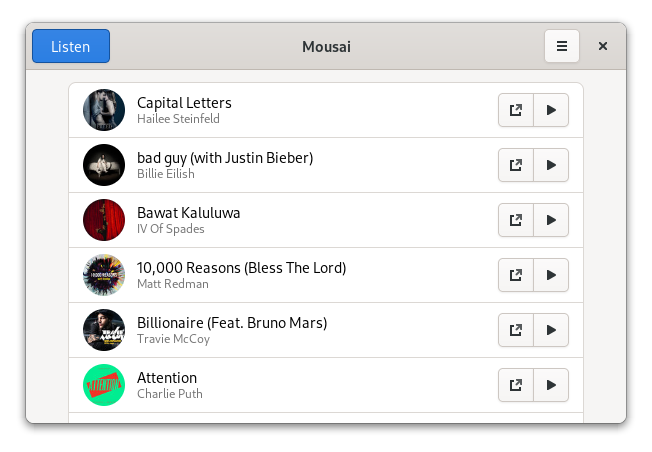 Listen
Mousai
Capital Letters
Hailee Steinfeld
bad guy (with Justin Bieber)
Billie Eilish
Bawat Kaluluwa
IV Of Spades
10,000 Reasons (Bless The Lord)
Matt Redman
Billionaire (Feat. Bruno Mars)
Travie McCoy
Attention
Charlie Puth